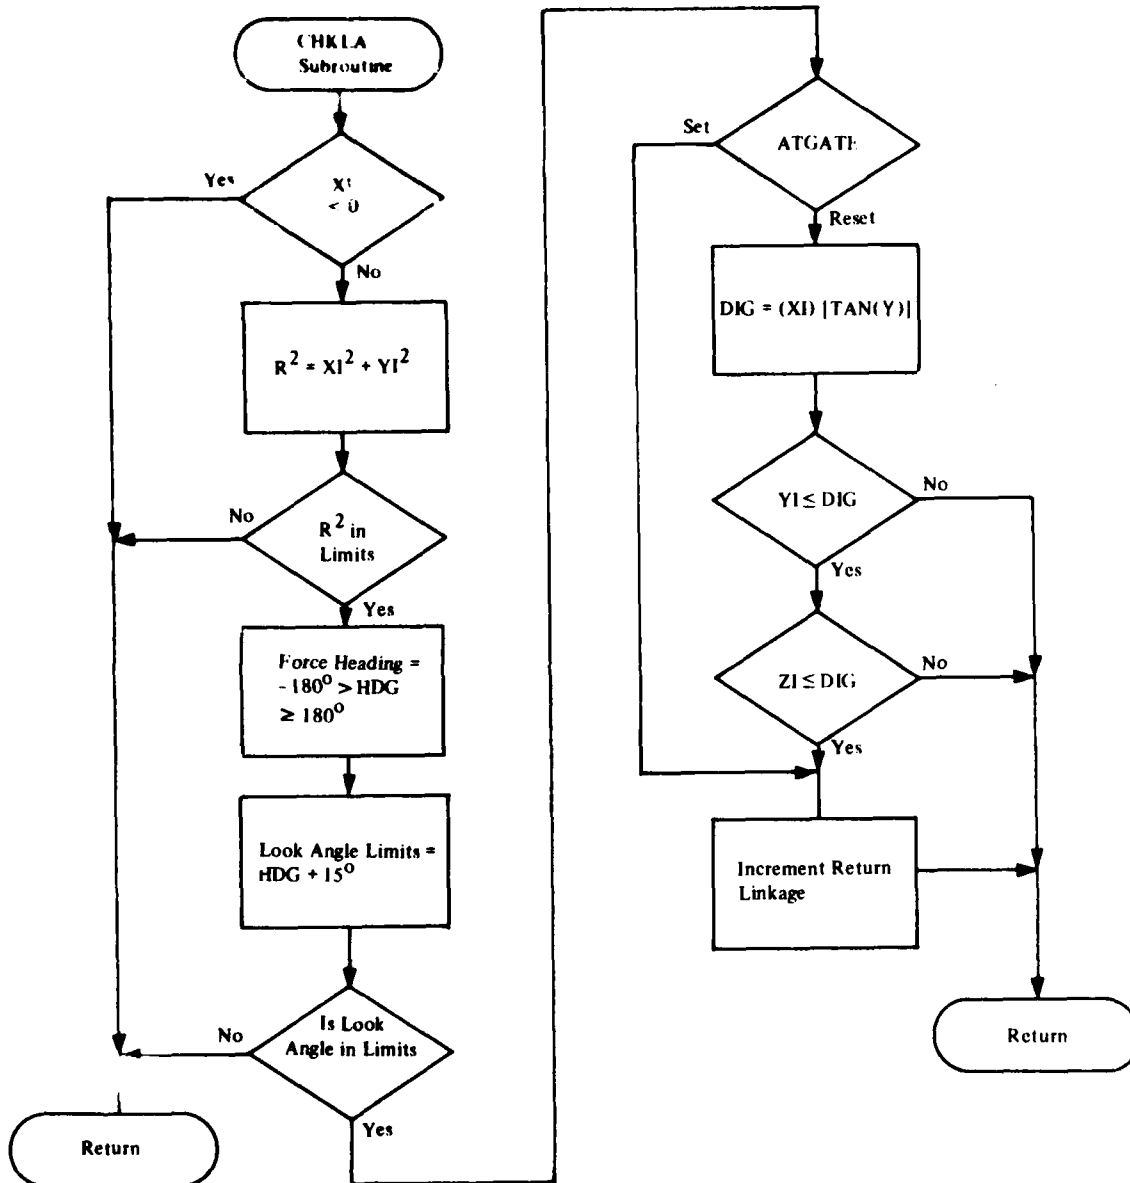 CHKLA
Subroutine
Yes
XI
< 0
No
R² = XI² + YI²
No
R² in
Limits
Yes
Force Heading =
- 180° > HDG
≥ 180°
Look Angle Limits =
HDG + 15°
No
Is Look
Angle in Limits
Yes
Return
Set
ATGATE
Reset
DIG = (XI) |TAN(Y)|
YI ≤ DIG
No
Yes
ZI ≤ DIG
No
Yes
Increment Return
Linkage
Return